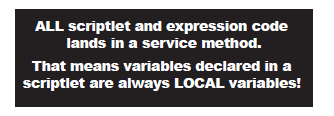 ALL scriptlet and expression code
lands in a service method.
That means variables declared in a
scriptlet are always LOCAL variables!